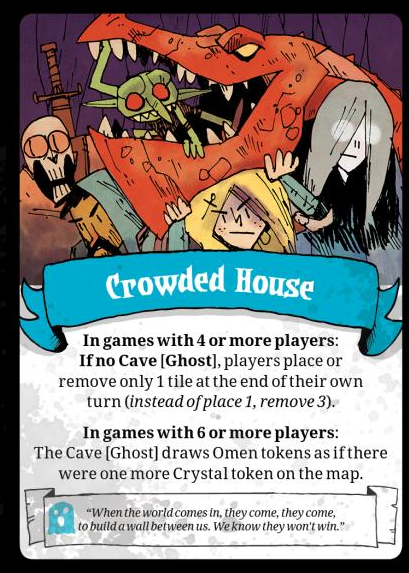 Crowded House
In games with 4 or more players:
If no Cave [Ghost], players place or
remove only 1 tile at the end of their own
turn (instead of place 1, remove 3).
In games with 6 or more players:
The Cave [Ghost] draws Omen tokens as if there
were one more Crystal token on the map.
“When the world comes in, they come, they come,
to build a wall between us. We know they won't win.”